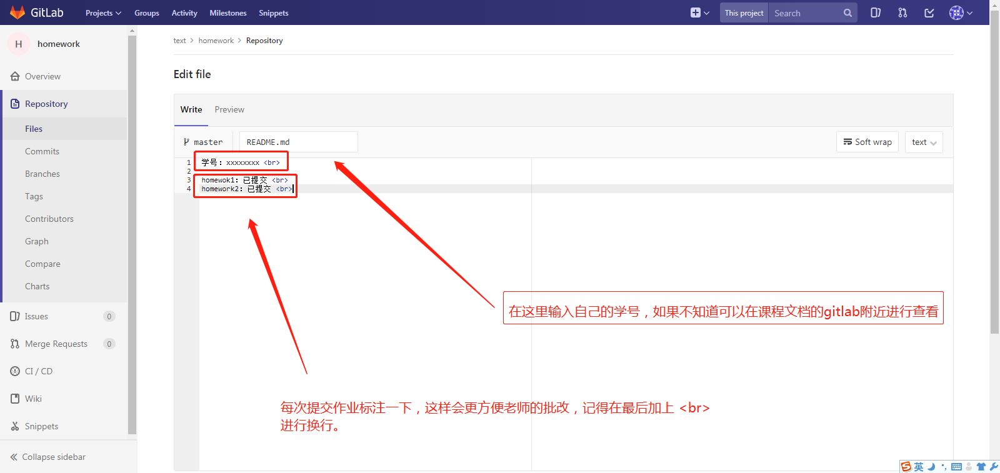 GitLab Projects Groups Activity Milestones Snippets This project Search
H homework
text > homework > Repository
Overview
Edit file
Repository
Write Preview
Files
master README.md Soft wrap text
Commits
1 学号：xxxxxxxx <br>
2
3 homewok1：已提交 <br>
4 homework2：已提交 <br>
Branches
Tags
Contributors
Graph
Compare
Charts
在这里输入自己的学号，如果不知道可以在课程文档的gitlab附近进行查看
Issues 0
Merge Requests 0
CI / CD
Wiki
每次提交作业标注一下，这样会更方便老师的批改，记得在最后加上 <br>
进行换行。
Snippets
Collapse sidebar
S 英